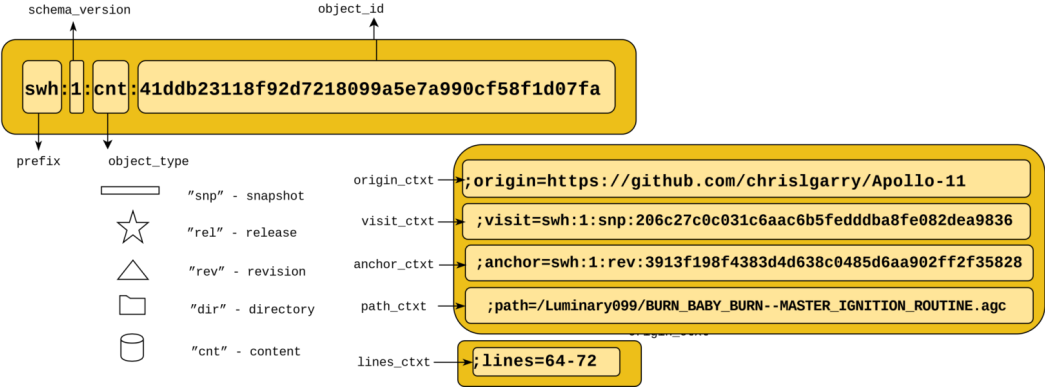 schema_version
object_id
swh:1:cnt:41ddb23118f92d7218099a5e7a990cf58f1d07fa
prefix
object_type
”snp” - snapshot
”rel” - release
”rev” - revision
”dir” - directory
”cnt” - content
origin_ctxt
;origin=https://github.com/chrislgarry/Apollo-11
visit_ctxt
;visit=swh:1:snp:206c27c0c031c6aac6b5fedddba8fe082dea9836
anchor_ctxt
;anchor=swh:1:rev:3913f198f4383d4d638c0485d6aa902ff2f35828
path_ctxt
;path=/Luminary099/BURN_BABY_BURN--MASTER_IGNITION_ROUTINE.agc
lines_ctxt
;lines=64-72